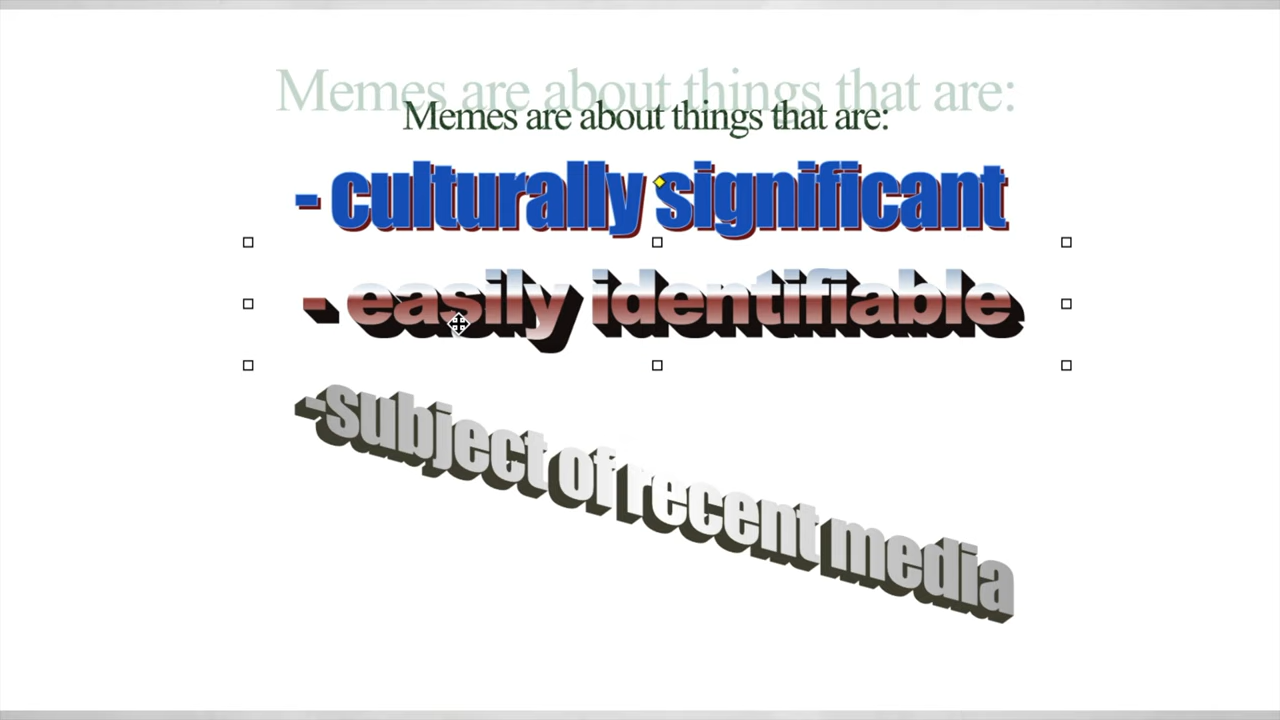 Memes are about things that are:
Memes are about things that are:
- culturally significant
- easily identifiable
-subject of recent media